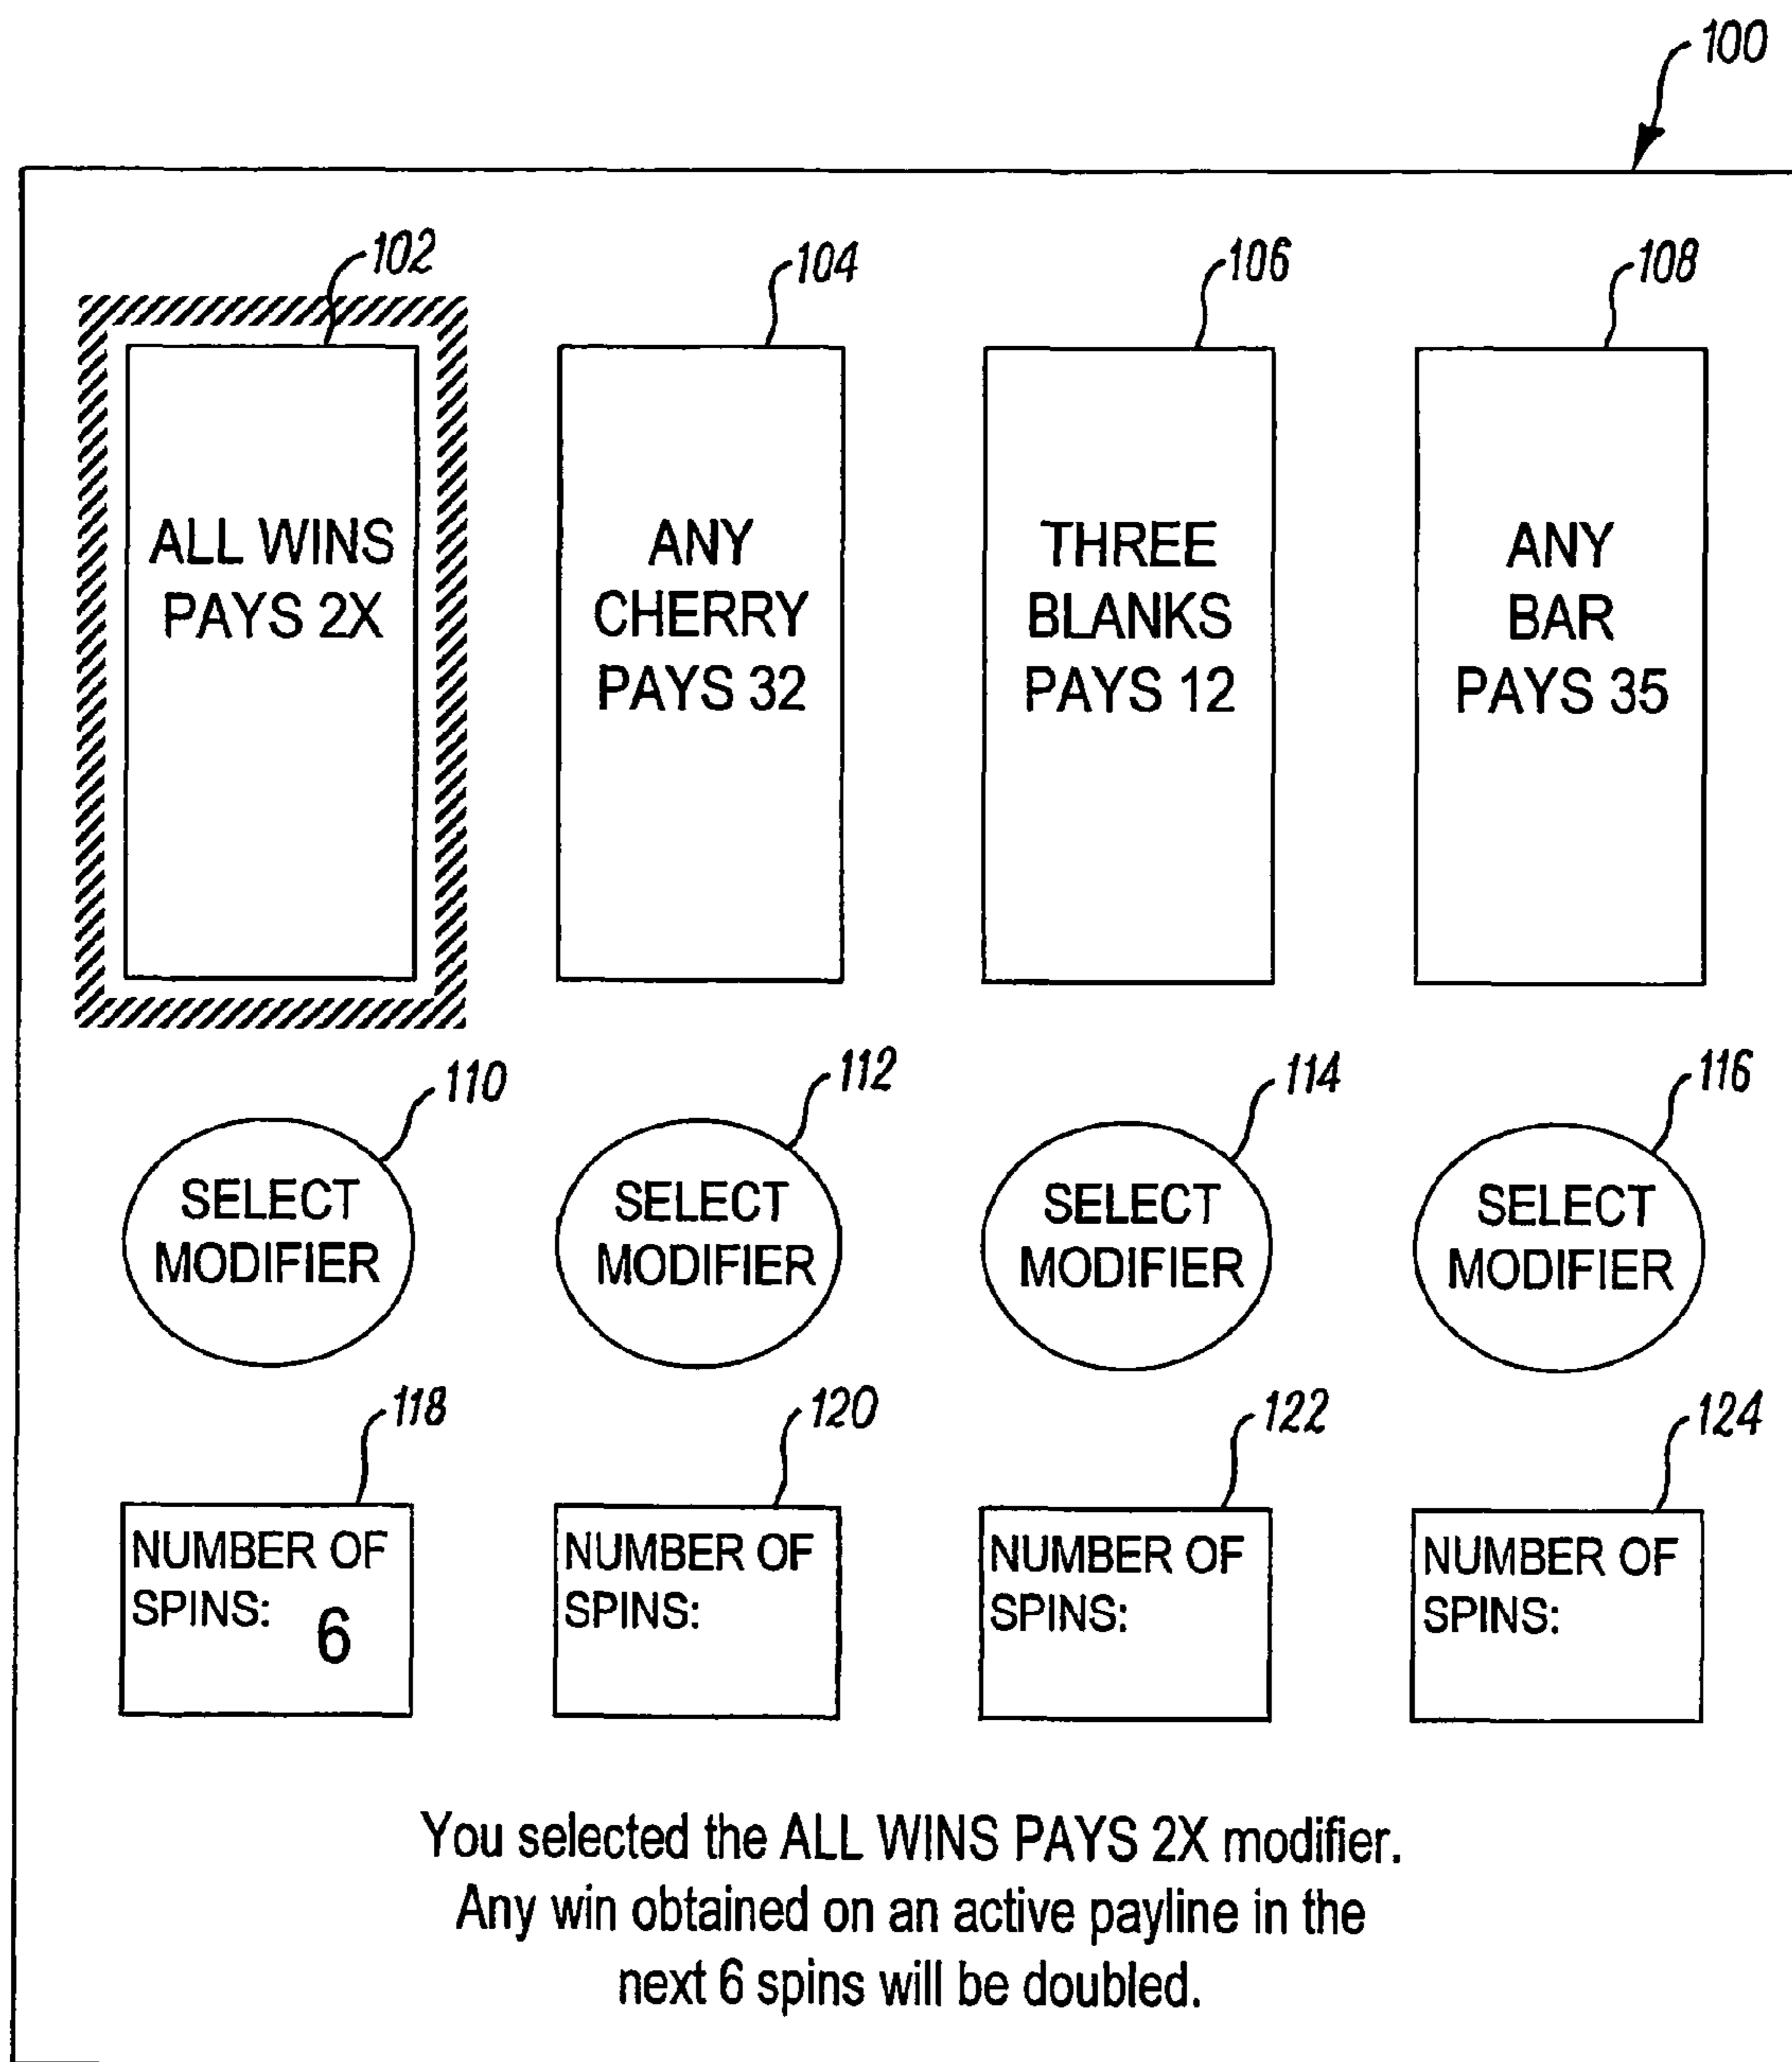 100
102
104
106
108
ALL WINS
PAYS 2X
ANY
CHERRY
PAYS 32
THREE
BLANKS
PAYS 12
ANY
BAR
PAYS 35
110
112
114
116
SELECT
MODIFIER
SELECT
MODIFIER
SELECT
MODIFIER
SELECT
MODIFIER
118
120
122
124
NUMBER OF
SPINS: 6
NUMBER OF
SPINS:
NUMBER OF
SPINS:
NUMBER OF
SPINS:
You selected the ALL WINS PAYS 2X modifier.
Any win obtained on an active payline in the
next 6 spins will be doubled.